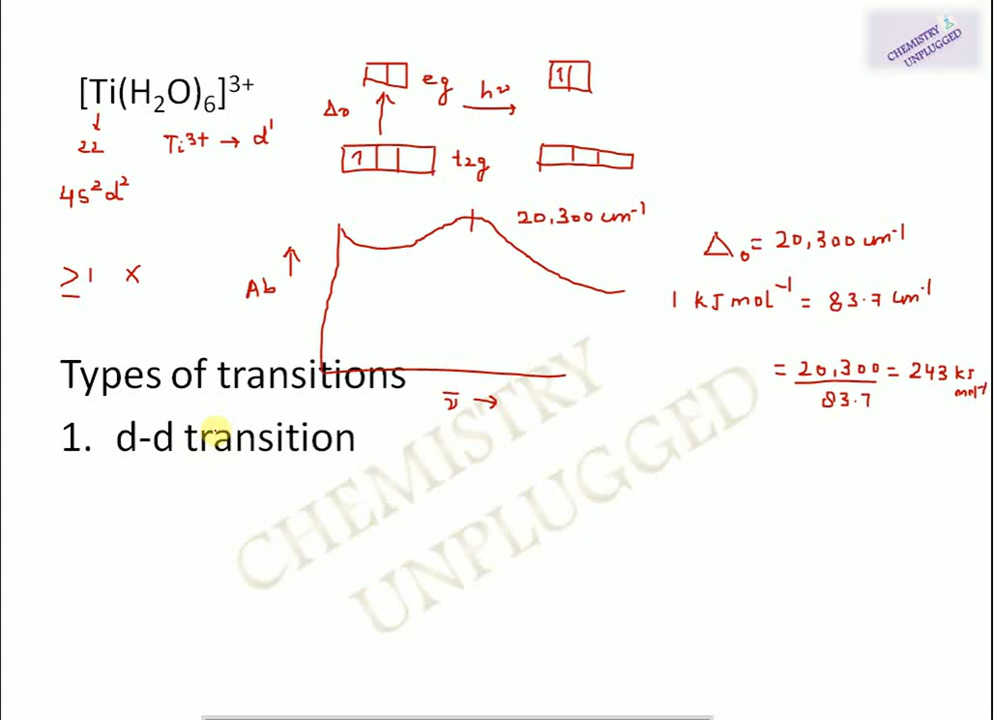 CHEMISTRY
UNPLUGGED
[Ti(H₂O)₆]³⁺
22
Ti³⁺ → d¹
4s²d²
≥1 ×
Δo
1
eg
t2g
hν
1
20,300 cm⁻¹
Ab
ν̄ →
Δo = 20,300 cm⁻¹
1 kJ mol⁻¹ = 83.7 cm⁻¹
= 20,300 / 83.7 = 243 kJ mol⁻¹
Types of transitions
1. d-d transition
CHEMISTRY
UNPLUGGED